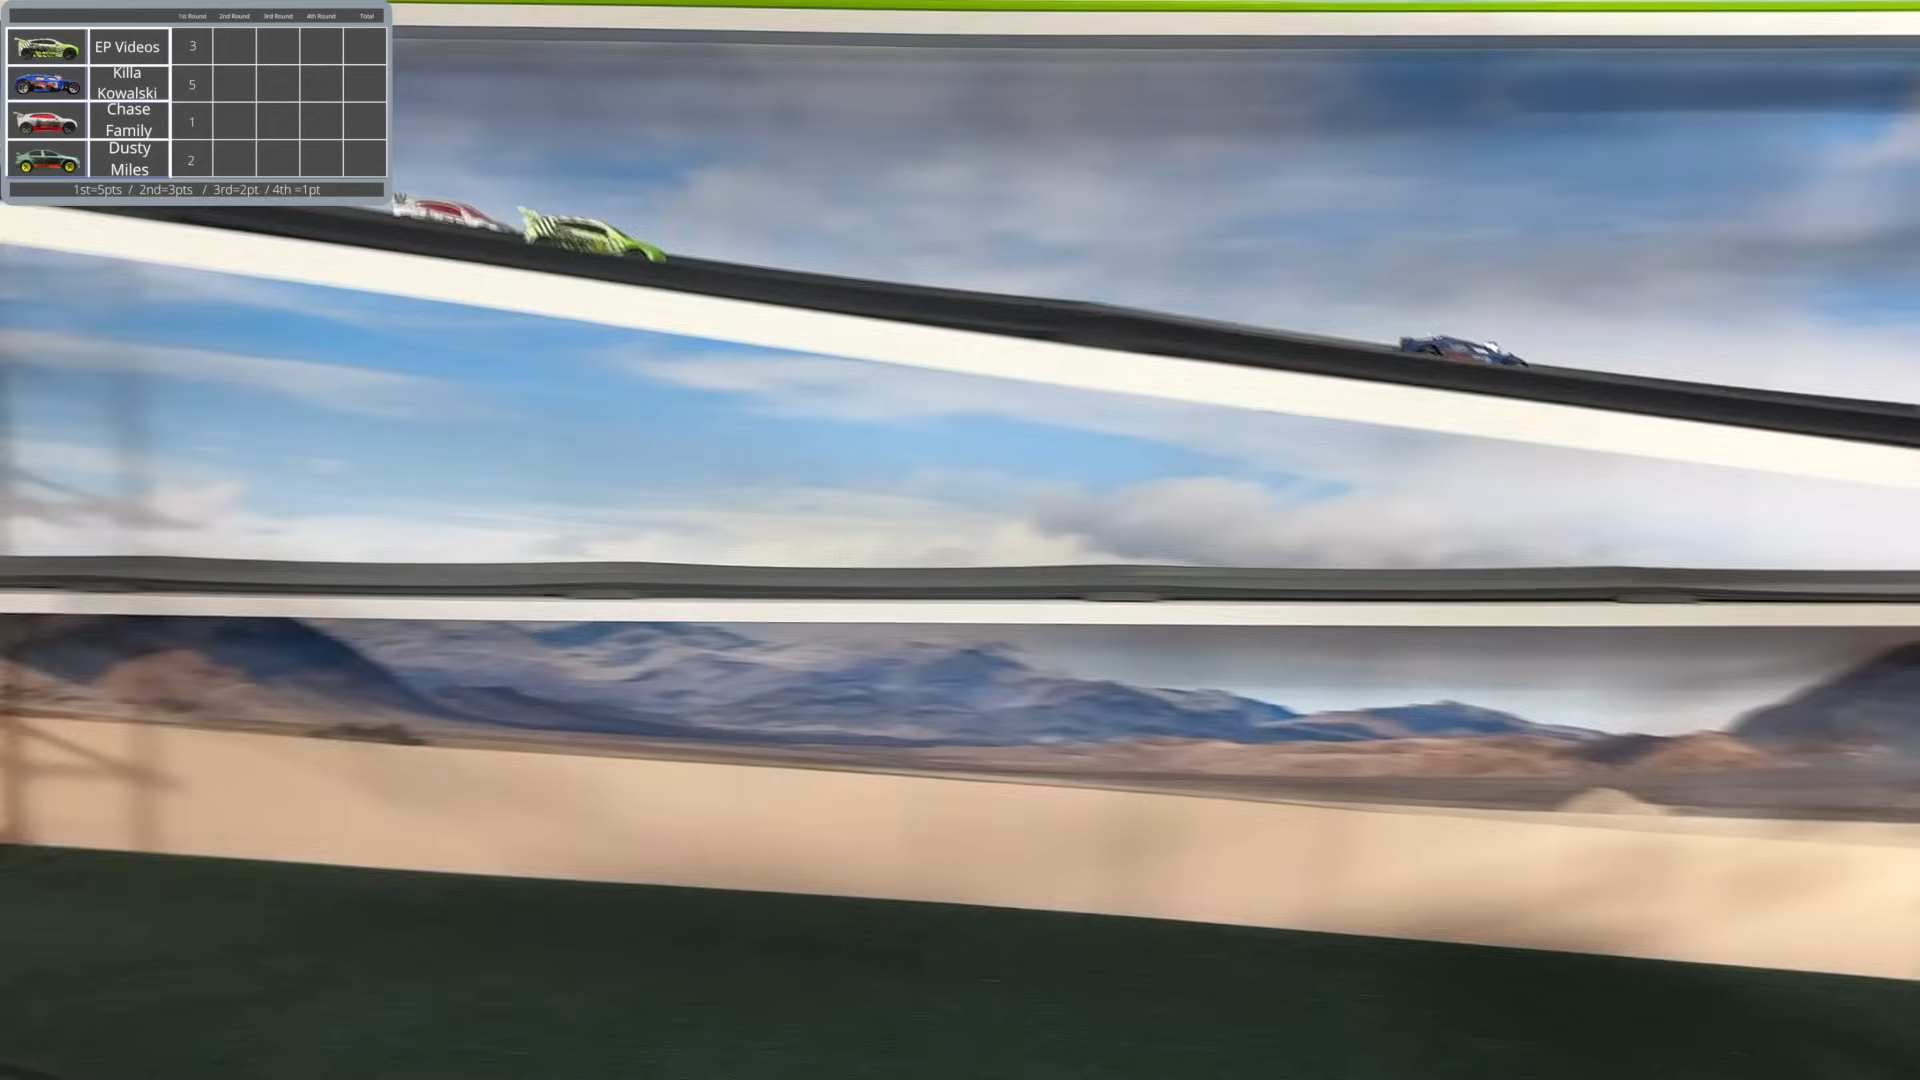 1st Round 2nd Round 3rd Round 4th Round Total
EP Videos 3
Killa
Kowalski 5
Chase
Family 1
Dusty
Miles 2
1st=5pts / 2nd=3pts / 3rd=2pt / 4th =1pt